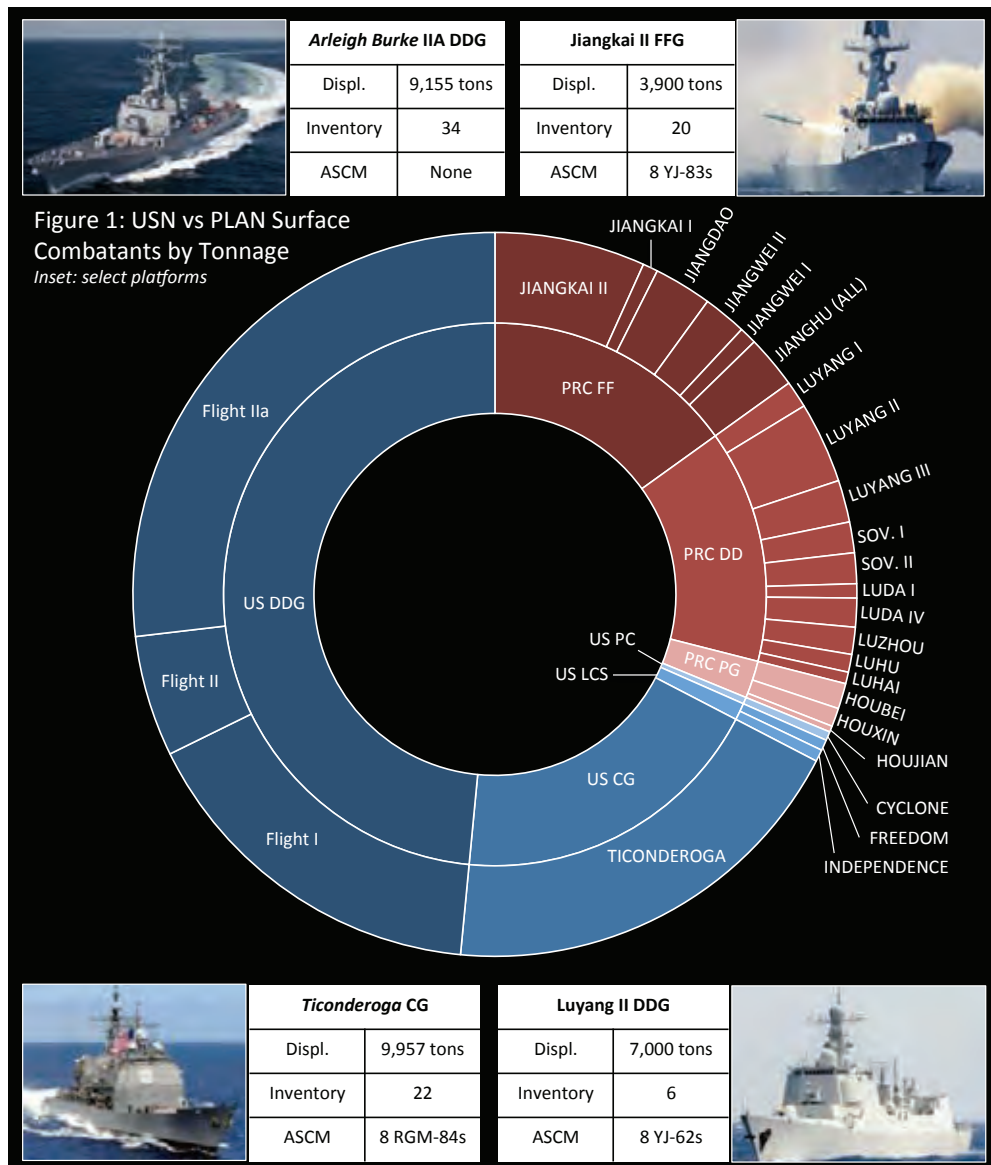 Arleigh Burke IIA DDG
Displ. 9,155 tons
Inventory 34
ASCM None
Jiangkai II FFG
Displ. 3,900 tons
Inventory 20
ASCM 8 YJ-83s
Figure 1: USN vs PLAN Surface
Combatants by Tonnage
Inset: select platforms
JIANGKAI II
JIANGKAI I
JIANGDAO
JIANGWEI II
JIANGWEI I
JIANGHU (ALL)
LUYANG I
LUYANG II
LUYANG III
SOV. I
SOV. II
LUDA I
LUDA IV
LUZHOU
LUHU
LUHAI
HOUBEI
HOUXIN
HOUJIAN
CYCLONE
FREEDOM
INDEPENDENCE
TICONDEROGA
Flight I
Flight II
Flight IIa
PRC FF
PRC DD
PRC PG
US PC
US LCS
US CG
US DDG
Ticonderoga CG
Displ. 9,957 tons
Inventory 22
ASCM 8 RGM-84s
Luyang II DDG
Displ. 7,000 tons
Inventory 6
ASCM 8 YJ-62s